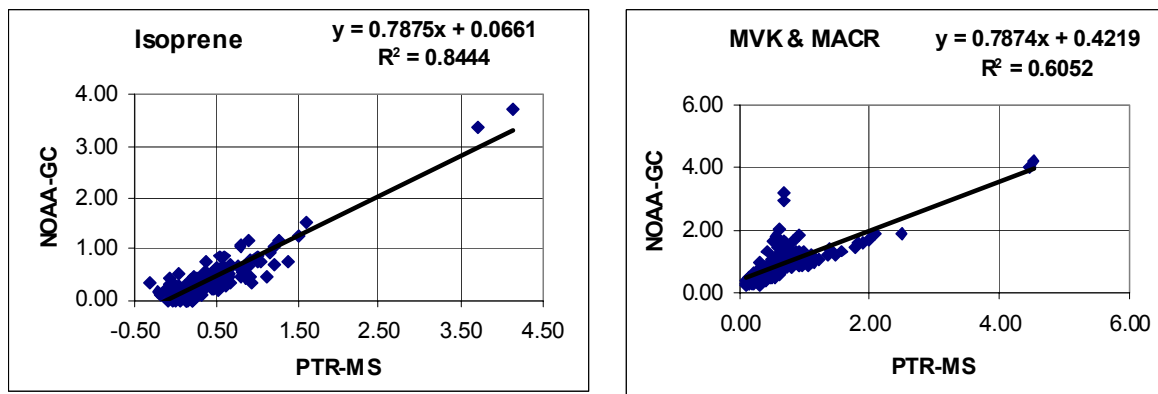 Isoprene
y = 0.7875x + 0.0661
R² = 0.8444
NOAA-GC
4.00
3.00
2.00
1.00
0.00
-0.50 0.50 1.50 2.50 3.50 4.50
PTR-MS
MVK & MACR
y = 0.7874x + 0.4219
R² = 0.6052
NOAA-GC
6.00
4.00
2.00
0.00
0.00 2.00 4.00 6.00
PTR-MS